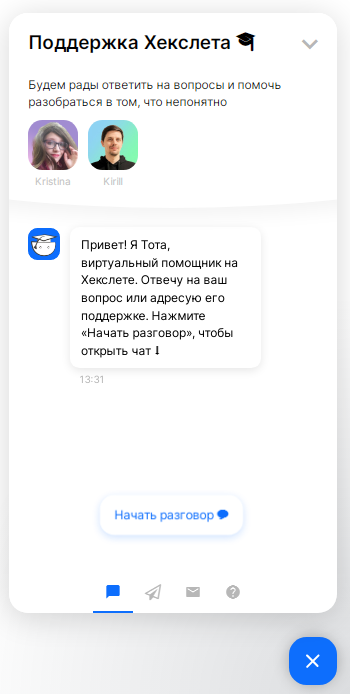 Поддержка Хекслета 🎓
Будем рады ответить на вопросы и помочь
разобраться в том, что непонятно
Kristina
Kirill
Привет! Я Тота,
виртуальный помощник на
Хекслете. Отвечу на ваш
вопрос или адресую его
поддержке. Нажмите
«Начать разговор», чтобы
открыть чат ⬇
13:31
Начать разговор